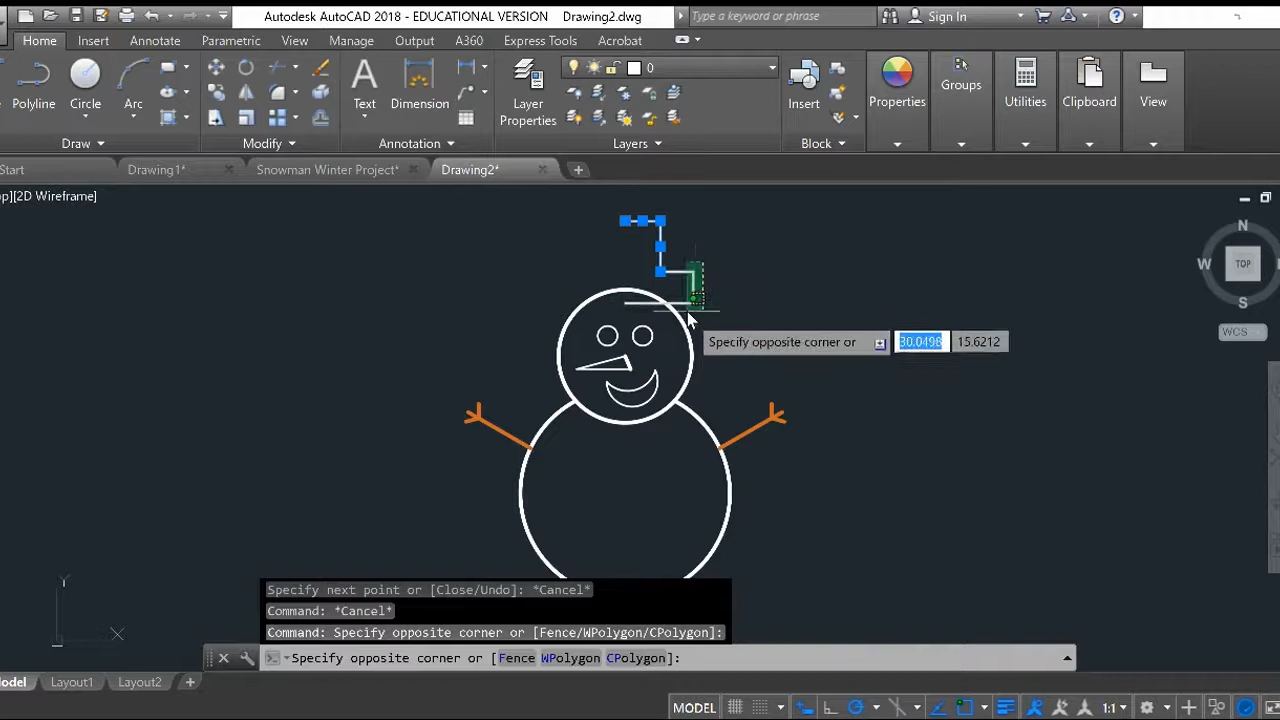 Autodesk AutoCAD 2018 - EDUCATIONAL VERSION Drawing2.dwg Type a keyword or phrase Sign In
Home Insert Annotate Parametric View Manage Output A360 Express Tools Acrobat
Polyline Circle Arc Text Dimension Layer Properties 0 Insert Properties Groups Utilities Clipboard View
Draw Modify Annotation Layers Block
Start Drawing1* Snowman Winter Project* Drawing2*
op][2D Wireframe]
N
W TOP
S
WCS
Specify opposite corner or 30.0498 15.6212
Y
X
Specify next point or [Close/Undo]: *Cancel*
Command: *Cancel*
Command: Specify opposite corner or [Fence/WPolygon/CPolygon]:
Specify opposite corner or [Fence WPolygon CPolygon]:
Model Layout1 Layout2
MODEL 1:1